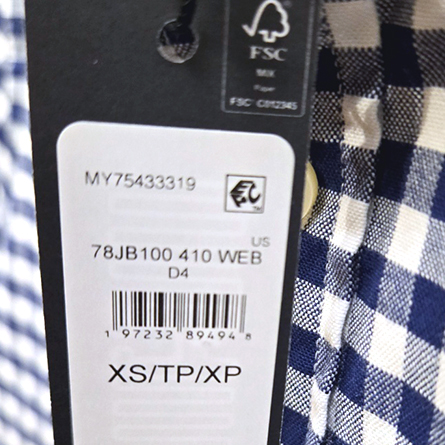 FSC
MIX
Paper
FSC® C012345
MY75433319
US
78JB100 410 WEB
D4
1 97232 89494 8
XS/TP/XP